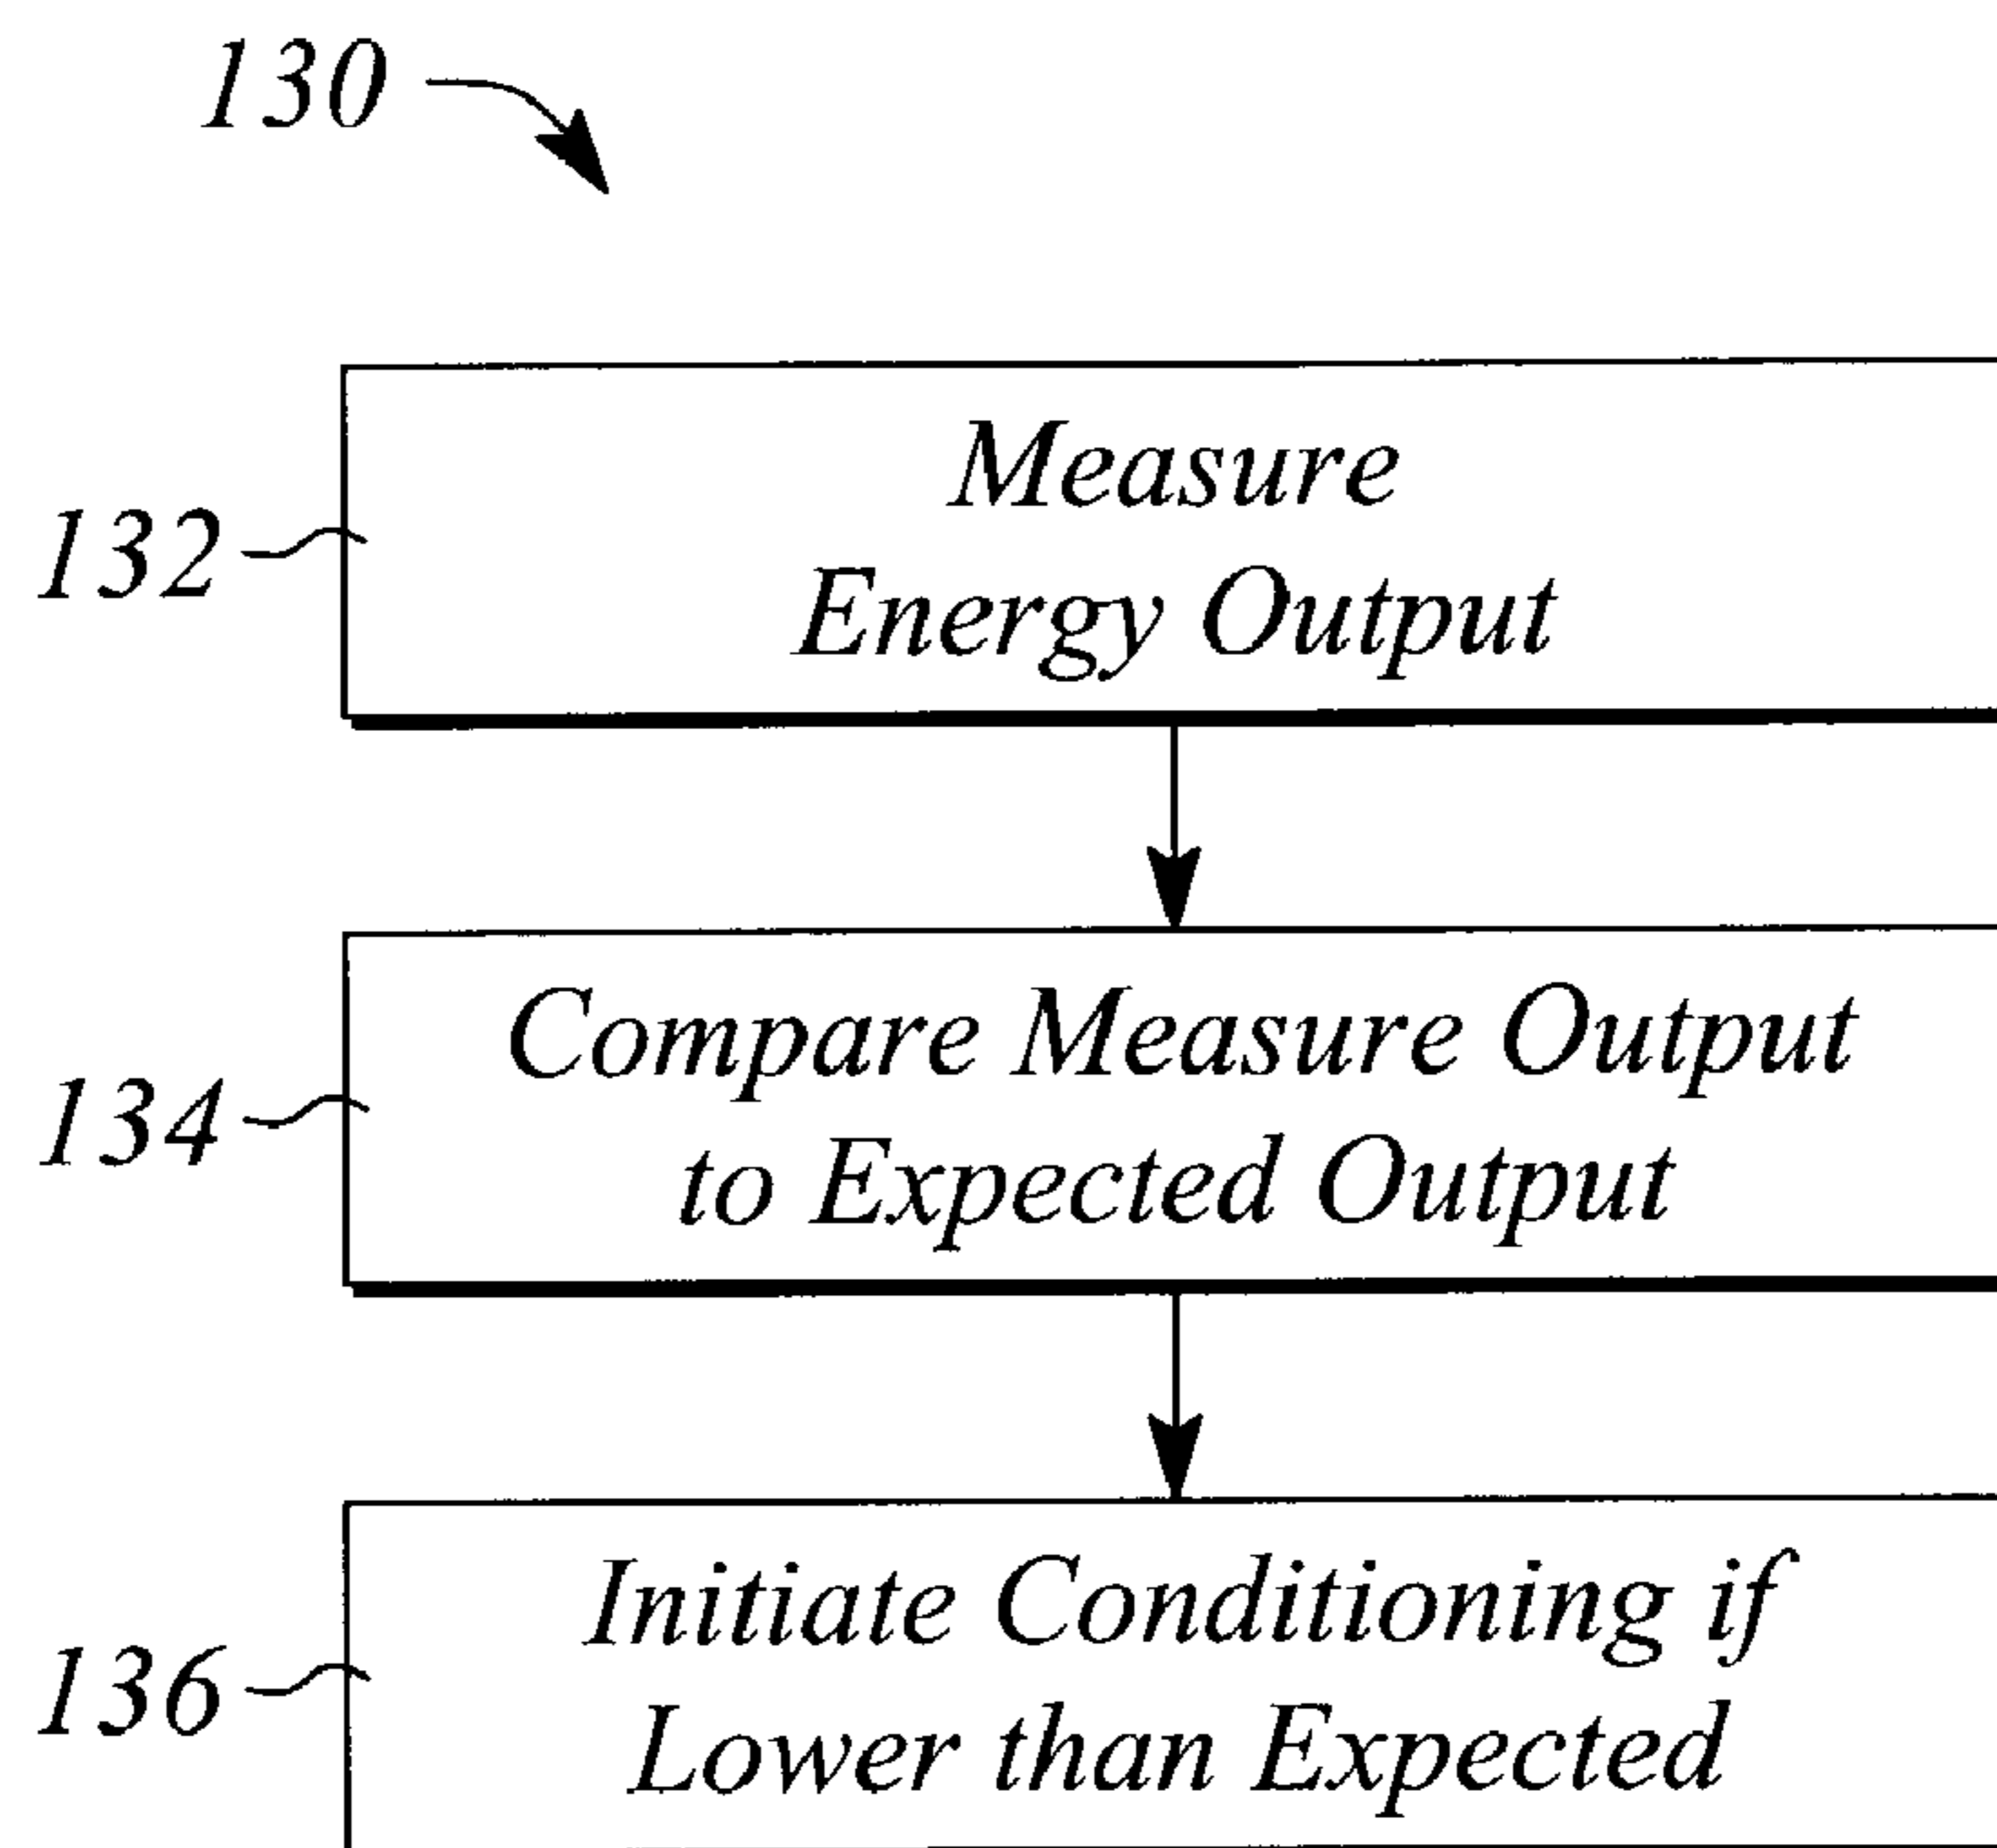 130
132
Measure
Energy Output
134
Compare Measure Output
to Expected Output
136
Initiate Conditioning if
Lower than Expected